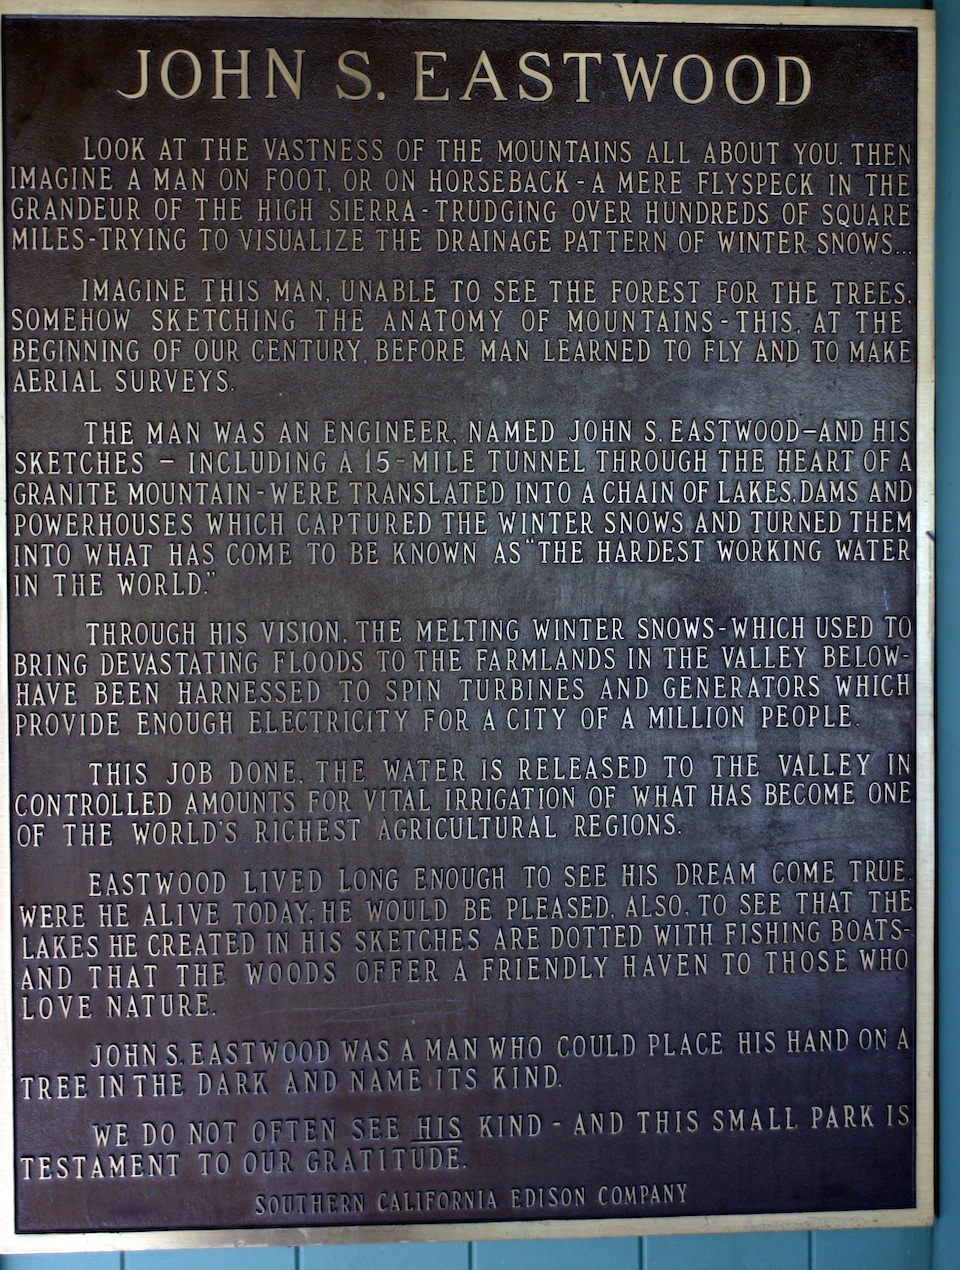 JOHN S. EASTWOOD
LOOK AT THE VASTNESS OF THE MOUNTAINS ALL ABOUT YOU. THEN
IMAGINE A MAN ON FOOT, OR ON HORSEBACK - A MERE FLYSPECK IN THE
GRANDEUR OF THE HIGH SIERRA - TRUDGING OVER HUNDREDS OF SQUARE
MILES - TRYING TO VISUALIZE THE DRAINAGE PATTERN OF WINTER SNOWS...
IMAGINE THIS MAN, UNABLE TO SEE THE FOREST FOR THE TREES,
SOMEHOW SKETCHING THE ANATOMY OF MOUNTAINS - THIS, AT THE
BEGINNING OF OUR CENTURY, BEFORE MAN LEARNED TO FLY AND TO MAKE
AERIAL SURVEYS.
THE MAN WAS AN ENGINEER, NAMED JOHN S. EASTWOOD—AND HIS
SKETCHES — INCLUDING A 15-MILE TUNNEL THROUGH THE HEART OF A
GRANITE MOUNTAIN - WERE TRANSLATED INTO A CHAIN OF LAKES, DAMS AND
POWERHOUSES WHICH CAPTURED THE WINTER SNOWS AND TURNED THEM
INTO WHAT HAS COME TO BE KNOWN AS "THE HARDEST WORKING WATER
IN THE WORLD."
THROUGH HIS VISION, THE MELTING WINTER SNOWS - WHICH USED TO
BRING DEVASTATING FLOODS TO THE FARMLANDS IN THE VALLEY BELOW-
HAVE BEEN HARNESSED TO SPIN TURBINES AND GENERATORS WHICH
PROVIDE ENOUGH ELECTRICITY FOR A CITY OF A MILLION PEOPLE.
THIS JOB DONE, THE WATER IS RELEASED TO THE VALLEY IN
CONTROLLED AMOUNTS FOR VITAL IRRIGATION OF WHAT HAS BECOME ONE
OF THE WORLD'S RICHEST AGRICULTURAL REGIONS.
EASTWOOD LIVED LONG ENOUGH TO SEE HIS DREAM COME TRUE.
WERE HE ALIVE TODAY, HE WOULD BE PLEASED, ALSO, TO SEE THAT THE
LAKES HE CREATED IN HIS SKETCHES ARE DOTTED WITH FISHING BOATS-
AND THAT THE WOODS OFFER A FRIENDLY HAVEN TO THOSE WHO
LOVE NATURE.
JOHN S. EASTWOOD WAS A MAN WHO COULD PLACE HIS HAND ON A
TREE IN THE DARK AND NAME ITS KIND.
WE DO NOT OFTEN SEE HIS KIND - AND THIS SMALL PARK IS
TESTAMENT TO OUR GRATITUDE.
SOUTHERN CALIFORNIA EDISON COMPANY